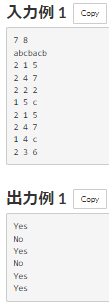 入力例 1 Copy
7 8
abcbacb
2 1 5
2 4 7
2 2 2
1 5 c
2 1 5
2 4 7
1 4 c
2 3 6
出力例 1 Copy
Yes
No
Yes
No
Yes
Yes